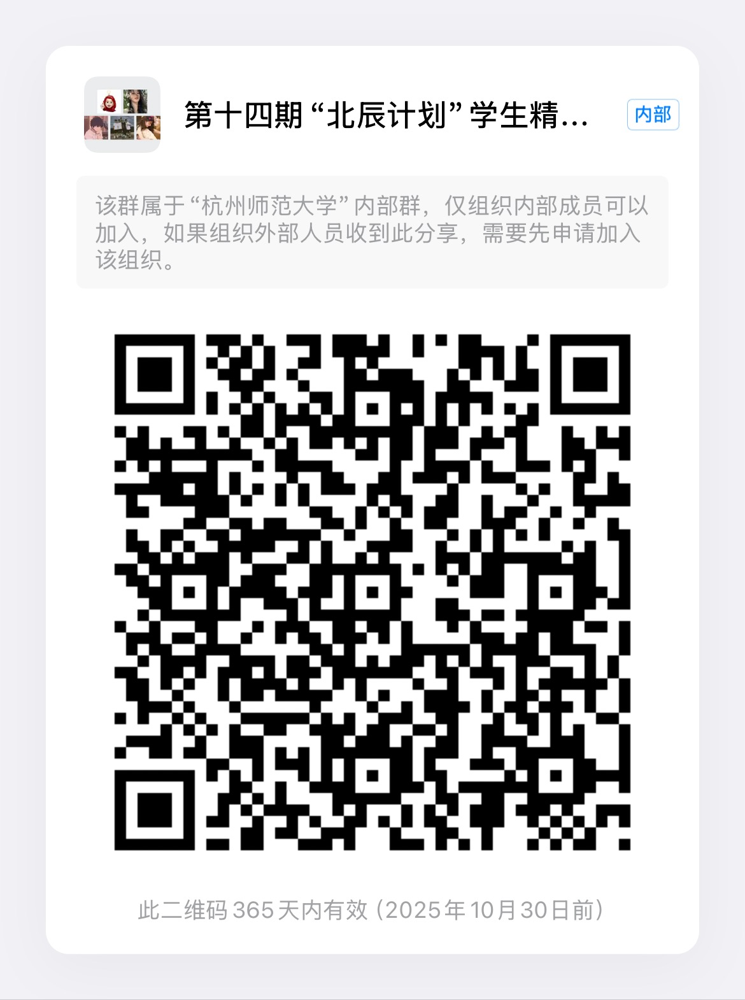 第十四期“北辰计划”学生精...
内部
该群属于“杭州师范大学”内部群，仅组织内部成员可以
加入，如果组织外部人员收到此分享，需要先申请加入
该组织。
此二维码365天内有效（2025年10月30日前）